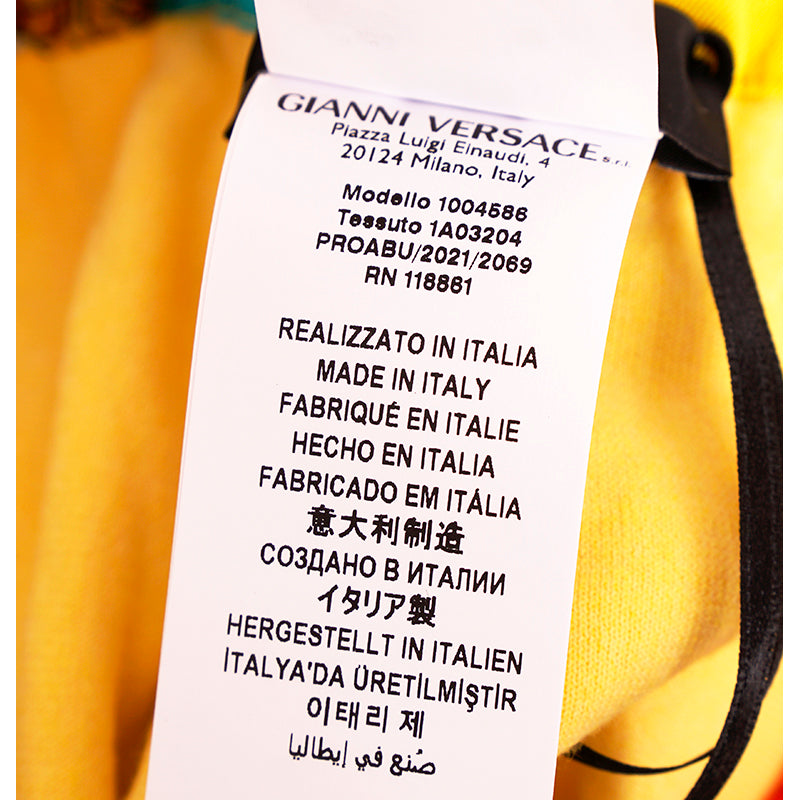 GIANNI VERSACE s.r.l.
Piazza Luigi Einaudi, 4
20124 Milano, Italy
Modello 1004586
Tessuto 1A03204
PROABU/2021/2069
RN 118861
REALIZZATO IN ITALIA
MADE IN ITALY
FABRIQUÉ EN ITALIE
HECHO EN ITALIA
FABRICADO EM ITÁLIA
意大利制造
СОЗДАНО В ИТАЛИИ
イタリア製
HERGESTELLT IN ITALIEN
İTALYA'DA ÜRETİLMİŞTİR
이태리 제
صُنع في إيطاليا